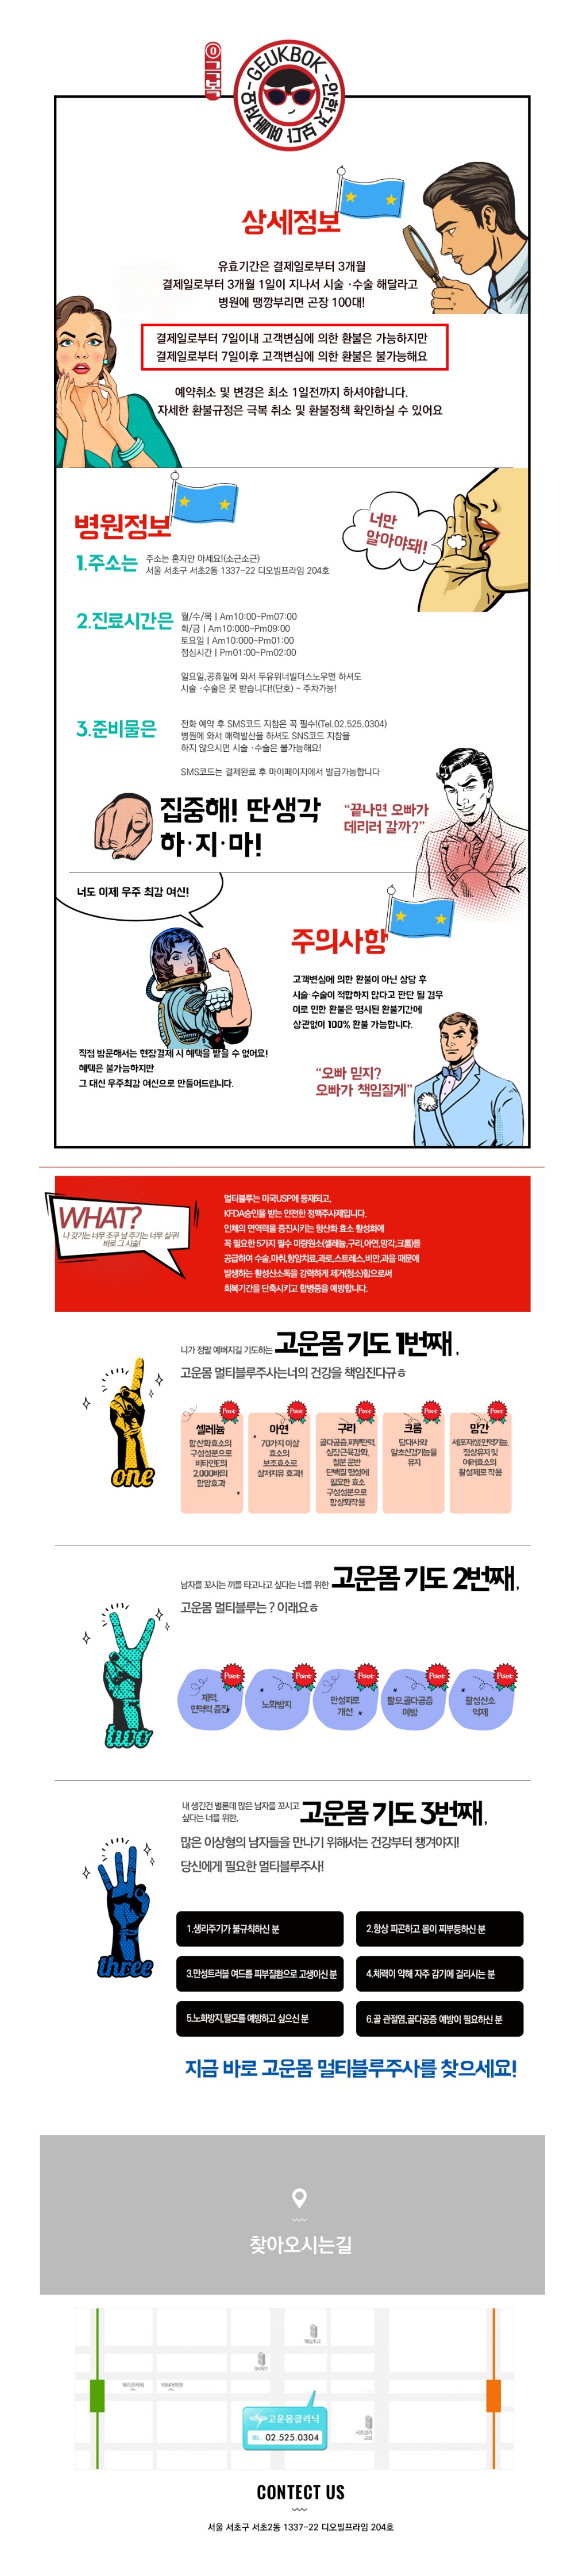 GEUKBOK
상세정보
유효기간은 결제일로부터 3개월
결제일로부터 3개월 1일이 지나서 시술 ·수술 해달라고
병원에 땡깡부리면 곤장 100대!
결제일로부터 7일이내 고객변심에 의한 환불은 가능하지만
결제일로부터 7일이후 고객변심에 의한 환불은 불가능해요
예약취소 및 변경은 최소 1일전까지 하셔야합니다.
자세한 환불규정은 극복 취소 및 환불정책 확인하실 수 있어요
병원정보
너만
알아야돼!
1.주소는
주소는 혼자만 아세요!(소근소근)
서울 서초구 서초2동 1337-22 디오빌프라임 204호
2.진료시간은
월/수/목 | Am10:00~Pm07:00
화/금 | Am10:000~Pm09:00
토요일 | Am10:000~Pm01:00
점심시간 | Pm01:00~Pm02:00
일요일,공휴일에 와서 두유위너빌더스노우맨 하셔도
시술 ·수술은 못 받습니다!(단호) ~ 주차가능!
3.준비물은
전화 예약 후 SMS코드 지참은 꼭 필수!(Tel.02.525.0304)
병원에 와서 매력발산을 하셔도 SNS코드 지참을
하지 않으시면 시술 ·수술은 불가능해요!
SMS코드는 결제완료 후 마이페이지에서 발급가능합니다
집중해! 딴생각
하·지·마!
“끝나면 오빠가
데리러 갈까?”
너도 이제 우주 최강 여신!
주의사항
고객변심에 의한 환불이 아닌 상담 후
시술·수술이 적합하지 않다고 판단 될 경우
이로 인한 환불은 명시된 환불기간에
상관없이 100% 환불 가능합니다.
직접 방문해서는 현장결제 시 혜택을 받을 수 없어요!
혜택은 불가능하지만
그 대신 우주최강 여신으로 만들어드립니다.
“오빠 믿지?
오빠가 책임질게”
WHAT?
나 갖기는 너무 조쿠 남 주기는 너무 실쿠!
바로 그 시술!
멀티블루는 미국USP에 등재되고,
KFDA승인을 받는 안전한 정맥주사제입니다.
인체의 면역력을 증진시키는 항산화 효소 활성화에
꼭 필요한 5가지 필수 미량원소(셀레늄,구리,아연,망각,크롬)를
공급하여 수술,마취,항암치료,과로,스트레스,비만,과음 때문에
발생하는 활성산소독을 강력하게 제거(청소)함으로써
회복기간을 단축시키고 합병증을 예방합니다.
니가 정말 예뻐지길 기도하는 고운몸 기도 1번째,
고운몸 멀티블루주사는너의 건강을 책임진다규ㅎ
one
Point Point Point Point Point
셀레늄 아연 구리 크롬 망간
항산화효소의
구성성분으로
비타민E의
2,000배의
항암효과
70가지 이상
효소의
보조효소로
상처치유 효과!
골다공증,피부탄력,
심장근육강화,
철분 운반
단백질 형성에
필요한 효소
구성성분으로
항상화작용
당대사와
말초신경기능을
유지
세포재생,면역기능,
정상유지 및
여러효소의
활성제로 작용
남자를 꼬시는 끼를 타고나고 싶다는 너를 위한 고운몸 기도 2번째,
고운몸 멀티블루는 ? 이래요ㅎ
two
Point Point Point Point Point
체력,
면역력 증진
노화방지
만성피로
개선
탈모,골다공증
예방
활성산소
억제
내 생긴건 별론데 많은 남자를 꼬시고
싶다는 너를 위한,
고운몸 기도 3번째,
많은 이상형의 남자들을 만나기 위해서는 건강부터 챙겨야지!!
당신에게 필요한 멀티블루주사!
three
1.생리주기가 불규칙하신 분
2.항상 피곤하고 몸이 찌뿌둥하신 분
3.만성트러블 여드름 피부질환으로 고생이신 분
4.체력이 약해 자주 감기에 걸리시는 분
5.노화방지,탈모를 예방하고 싶으신 분
6.골 관절염,골다공증 예방이 필요하신 분
지금 바로 고운몸 멀티블루주사를 찾으세요!
찾아오시는길
고운몸클리닉
TEL. 02.525.0304
CONTECT US
서울 서초구 서초2동 1337-22 디오빌프라임 204호